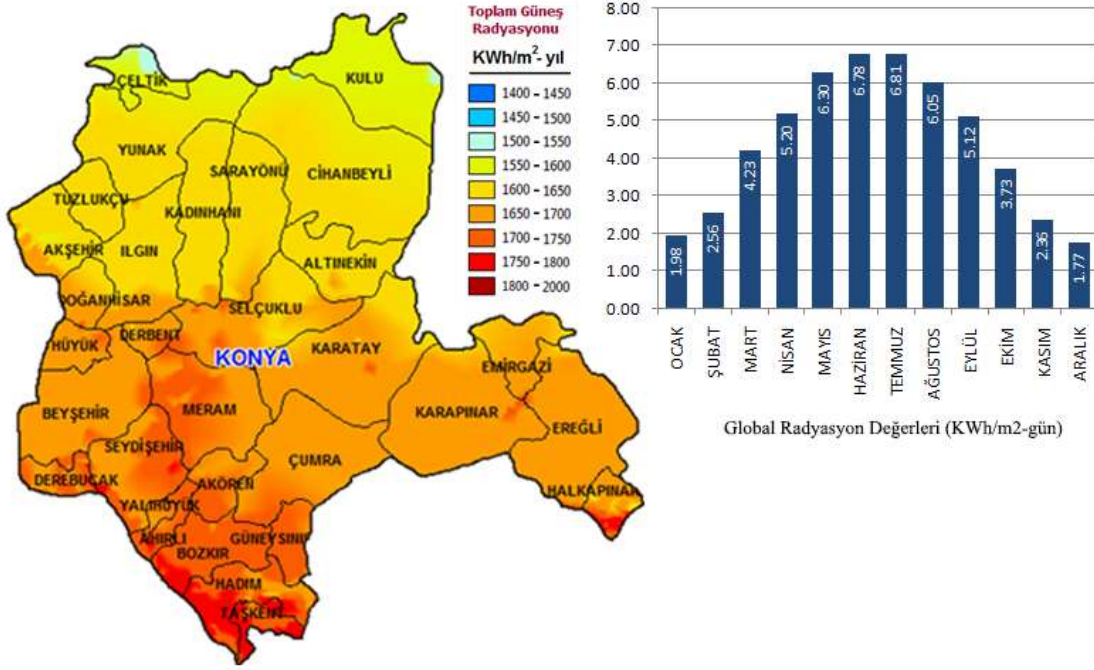 Toplam Güneş
Radyasyonu
KWh/m²- yıl
1400 - 1450
1450 - 1500
1500 - 1550
1550 - 1600
1600 - 1650
1650 - 1700
1700 - 1750
1750 - 1800
1800 - 2000
ÇELTİK
KULU
YUNAK
SARAYÖNÜ
CİHANBEYLİ
TUZLUKÇU
KADINHANI
AKŞEHİR
ILGIN
ALTINEKİN
DOĞANHİSAR
SELÇUKLU
DERBENT
HÜYÜK
KONYA
KARATAY
EMİRGAZİ
BEYŞEHİR
MERAM
KARAPINAR
EREĞLİ
SEYDİŞEHİR
ÇUMRA
DEREBUCAK
AKÖREN
HALKAPINAR
YALIHÜYÜK
AHIRLI
GÜNEYSINIR
BOZKIR
HADIM
TAŞKENT
8.00
7.00
6.00
5.00
4.00
3.00
2.00
1.00
0.00
1.98
2.56
4.23
5.20
6.30
6.78
6.81
6.05
5.12
3.73
2.36
1.77
OCAK
ŞUBAT
MART
NİSAN
MAYIS
HAZİRAN
TEMMUZ
AĞUSTOS
EYLÜL
EKİM
KASIM
ARALIK
Global Radyasyon Değerleri (KWh/m2-gün)